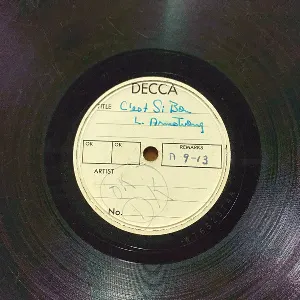 DECCA
TITLE C'est Si Bon
L. Armstrong
OK OK REMARKS
9-13
ARTIST
No.